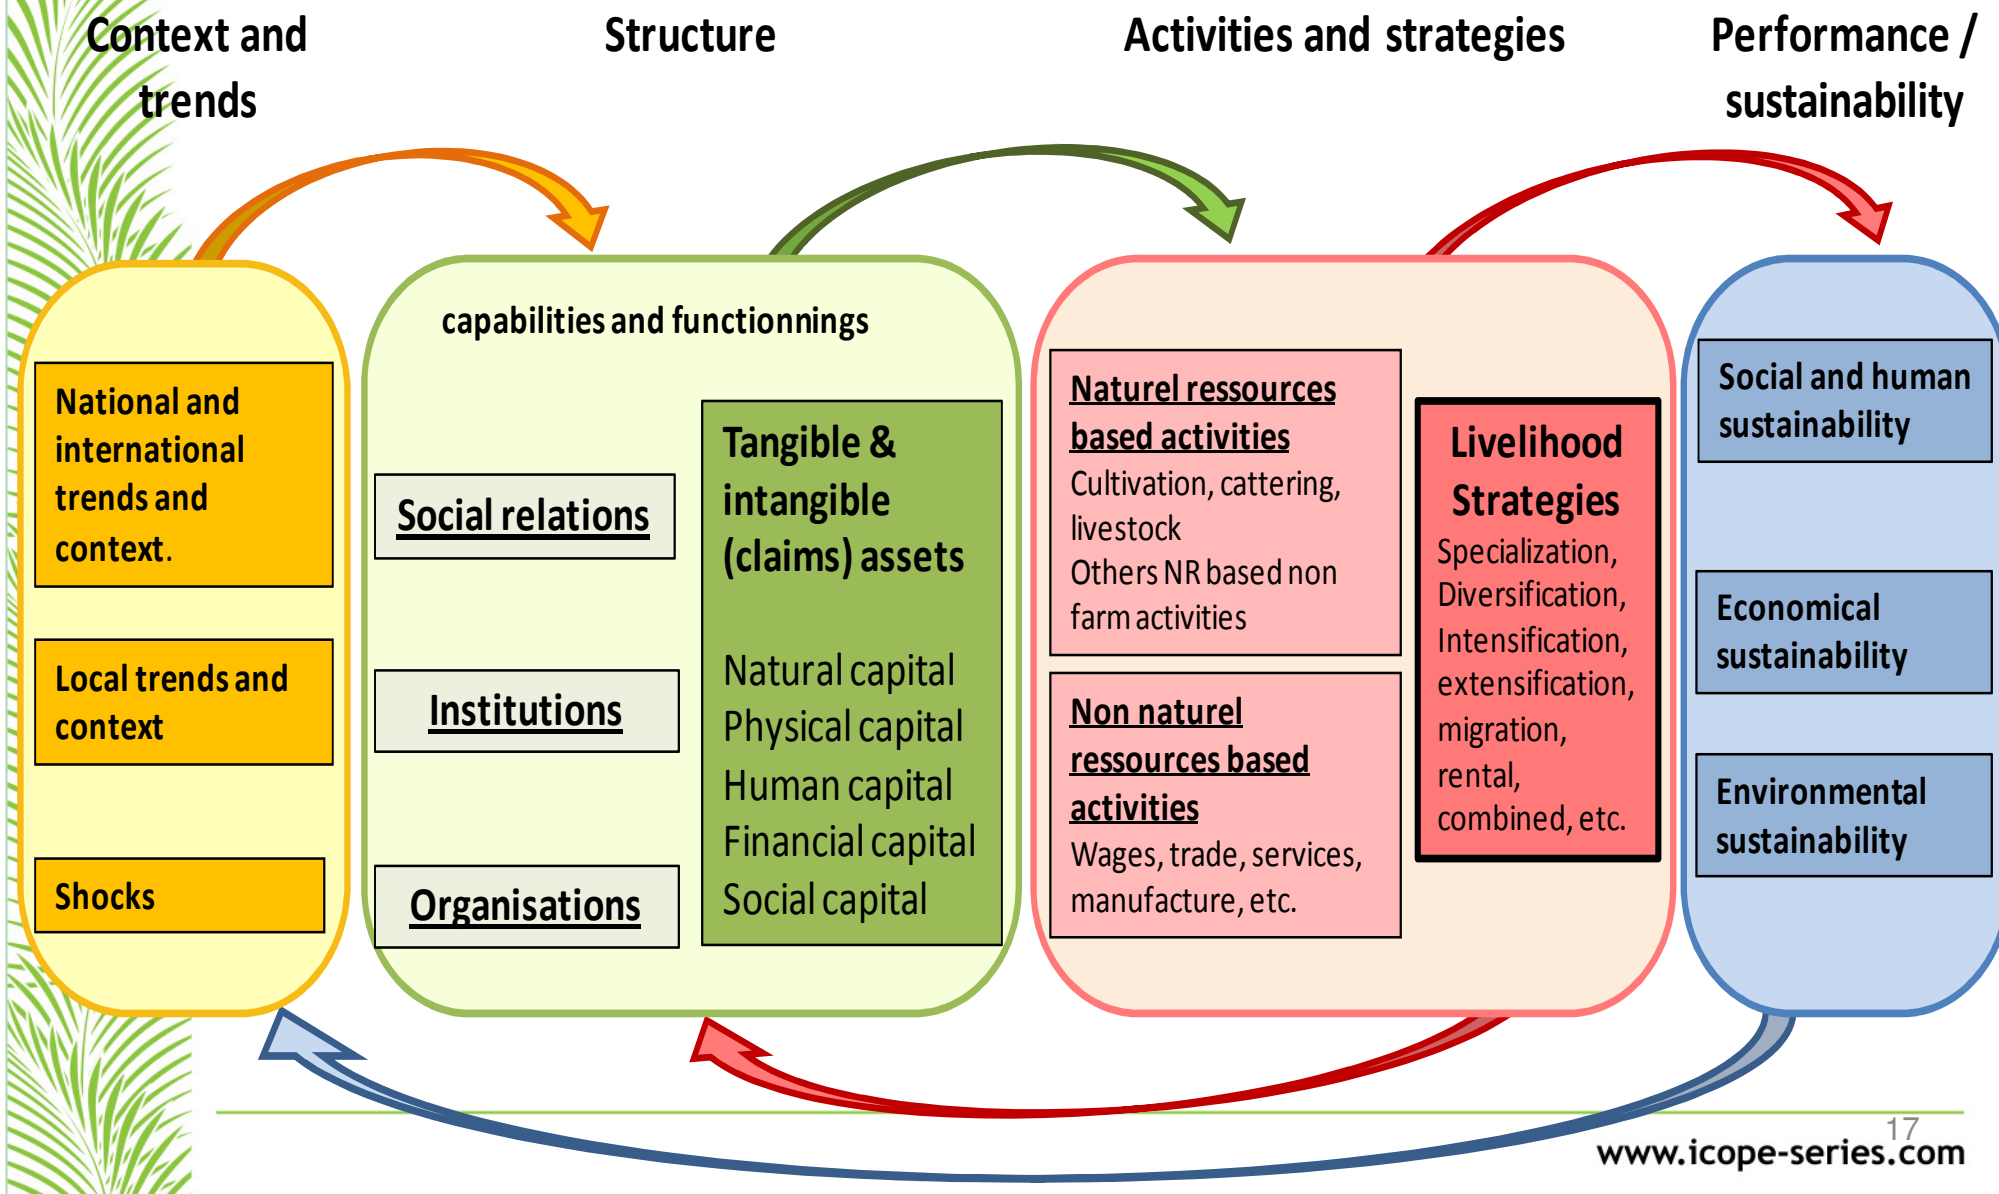 Context and
trends
Structure
Activities and strategies
Performance /
sustainability
National and
international
trends and
context.
Local trends and
context
Shocks
capabilities and functionnings
Social relations
Institutions
Organisations
Tangible &
intangible
(claims) assets
Natural capital
Physical capital
Human capital
Financial capital
Social capital
Naturel ressources
based activities
Cultivation, cattering,
livestock
Others NR based non
farm activities
Non naturel
ressources based
activities
Wages, trade, services,
manufacture, etc.
Livelihood
Strategies
Specialization,
Diversification,
Intensification,
extensification,
migration,
rental,
combined, etc.
Social and human
sustainability
Economical
sustainability
Environmental
sustainability
17
www.icope-series.com